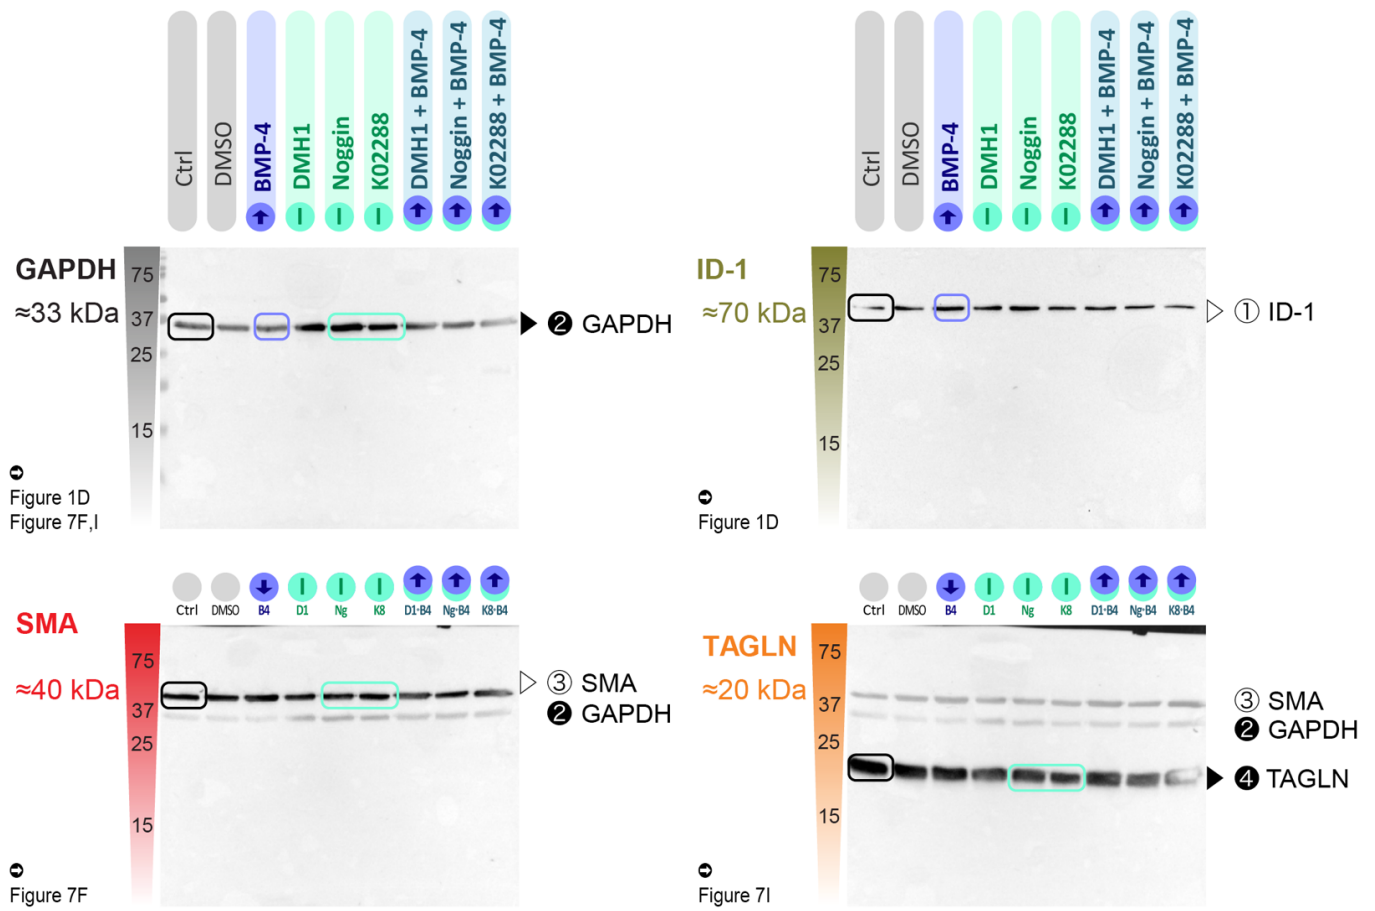 Ctrl
DMSO
BMP-4
DMH1
Noggin
K02288
DMH1 + BMP-4
Noggin + BMP-4
K02288 + BMP-4
GAPDH
≈33 kDa
75
37
25
15
❷ GAPDH
Figure 1D
Figure 7F,I
Ctrl
DMSO
BMP-4
DMH1
Noggin
K02288
DMH1 + BMP-4
Noggin + BMP-4
K02288 + BMP-4
ID-1
≈70 kDa
75
37
25
15
① ID-1
Figure 1D
Ctrl DMSO B4 D1 Ng K8 D1·B4 Ng·B4 K8·B4
SMA
≈40 kDa
75
37
25
15
③ SMA
❷ GAPDH
Figure 7F
Ctrl DMSO B4 D1 Ng K8 D1·B4 Ng·B4 K8·B4
TAGLN
≈20 kDa
75
37
25
15
③ SMA
❷ GAPDH
❹ TAGLN
Figure 7I